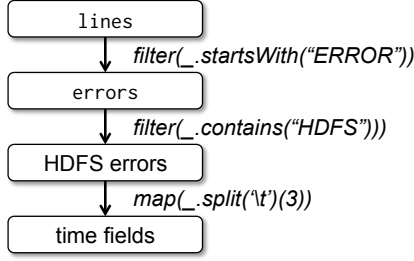 lines
filter(_.startsWith(“ERROR”))
errors
filter(_.contains(“HDFS”)))
HDFS errors
map(_.split(‘\t’)(3))
time fields